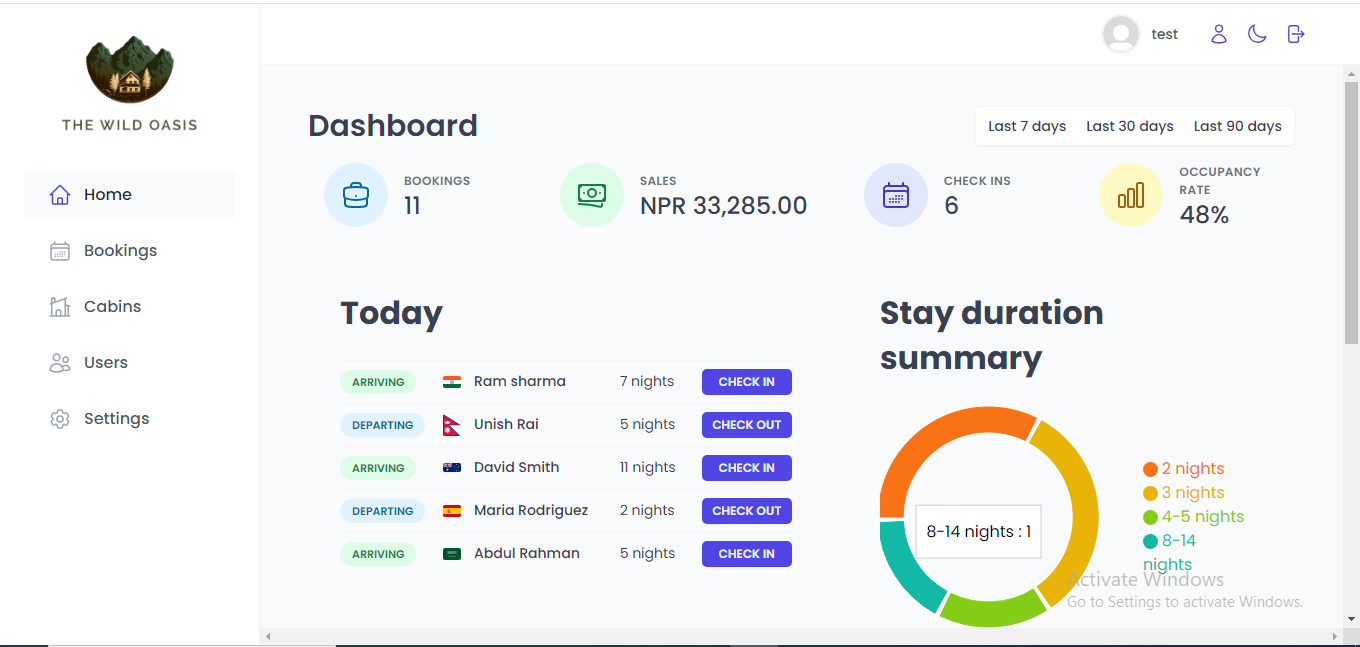 test
THE WILD OASIS
Home
Bookings
Cabins
Users
Settings
Dashboard
Last 7 days Last 30 days Last 90 days
BOOKINGS
11
SALES
NPR 33,285.00
CHECK INS
6
OCCUPANCY
RATE
48%
Today
ARRIVING Ram sharma 7 nights CHECK IN
DEPARTING Unish Rai 5 nights CHECK OUT
ARRIVING David Smith 11 nights CHECK IN
DEPARTING Maria Rodriguez 2 nights CHECK OUT
ARRIVING Abdul Rahman 5 nights CHECK IN
Stay duration
summary
8-14 nights : 1
2 nights
3 nights
4-5 nights
8-14
nights
Activate Windows
Go to Settings to activate Windows.